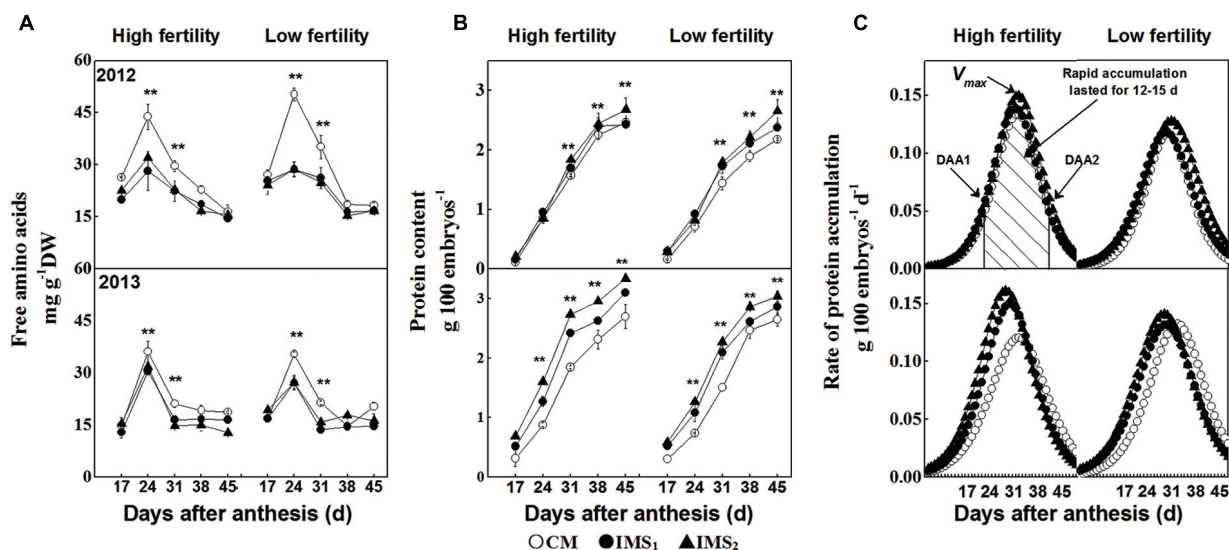 A
B
C
High fertility Low fertility
High fertility Low fertility
High fertility Low fertility
2012
2013
60
45
30
15
0
45
30
15
0
Free amino acids
mg g⁻¹DW
**
**
**
**
**
**
**
**
17 24 31 38 45 17 24 31 38 45
Days after anthesis (d)
3
2
1
0
3
2
1
0
Protein content
g 100 embryos⁻¹
**
**
**
**
**
**
**
**
**
**
**
**
**
**
17 24 31 38 45 17 24 31 38 45
Days after anthesis (d)
0.15
0.10
0.05
0.00
0.15
0.10
0.05
0.00
Rate of protein accumulation
g 100 embryos⁻¹ d⁻¹
Vmax
Rapid accumulation
lasted for 12-15 d
DAA1
DAA2
17 24 31 38 45 17 24 31 38 45
Days after anthesis (d)
CM IMS₁ IMS₂